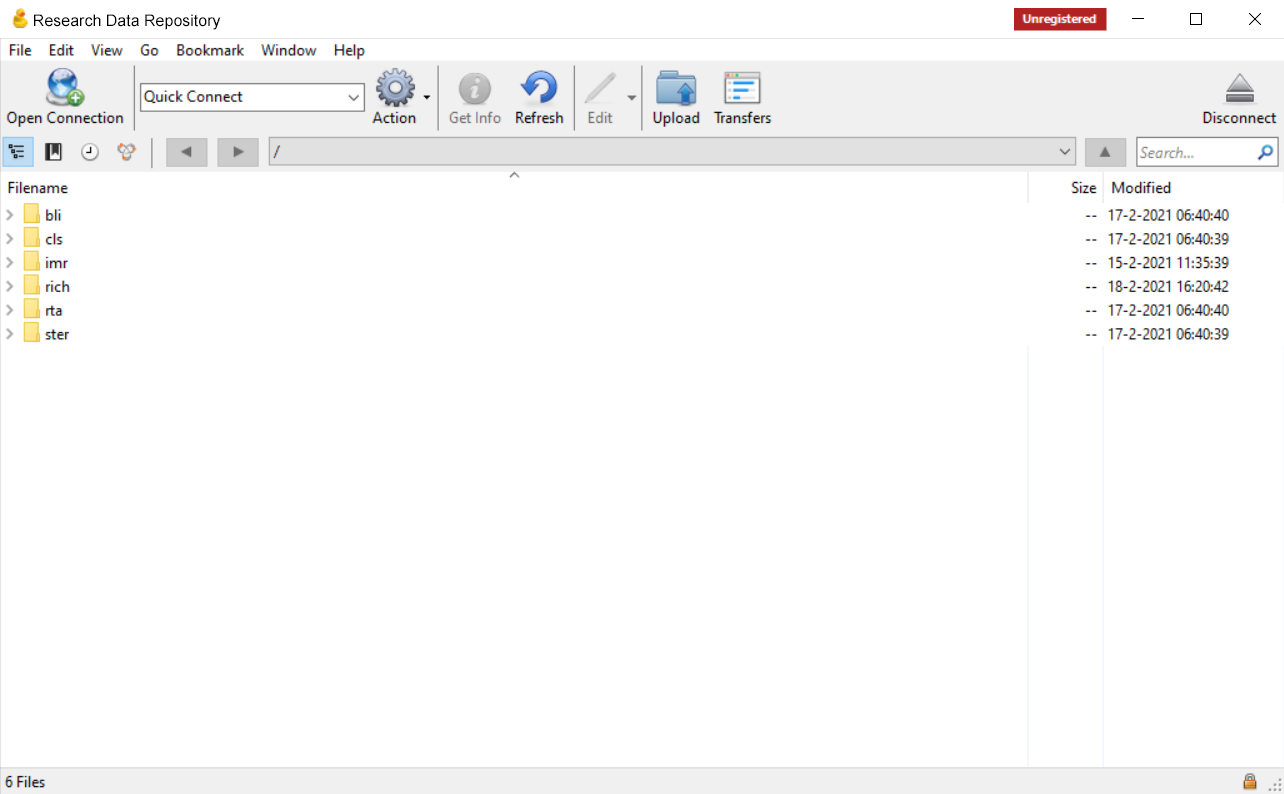 Research Data Repository Unregistered
File Edit View Go Bookmark Window Help
Open Connection Quick Connect Action Get Info Refresh Edit Upload Transfers Disconnect
/ Search...
Filename Size Modified
bli -- 17-2-2021 06:40:40
cls -- 17-2-2021 06:40:39
imr -- 15-2-2021 11:35:39
rich -- 18-2-2021 16:20:42
rta -- 17-2-2021 06:40:40
ster -- 17-2-2021 06:40:39
6 Files